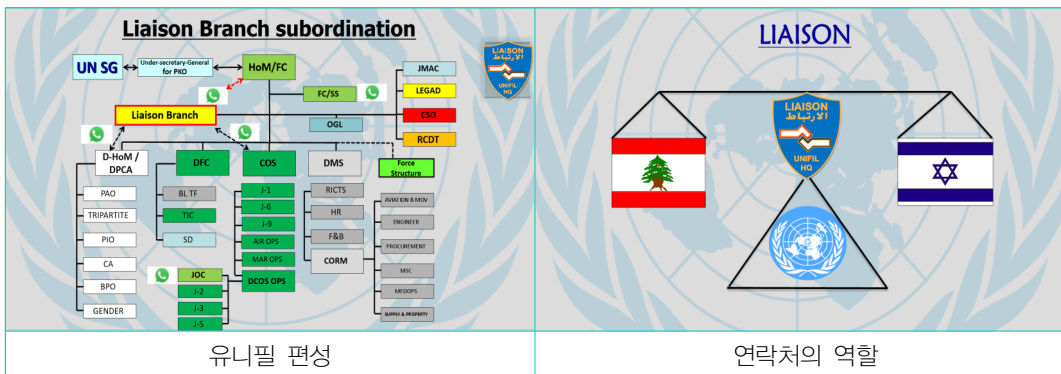 Liaison Branch subordination
UN SG
Under-secretary-General
for PKO
HoM/FC
LIAISON
الارتباط
UNIFIL
HQ
JMAC
FC/SS
LEGAD
Liaison Branch
CSO
OGL
RCDT
D-HoM /
DPCA
DFC
COS
DMS
Force
Structure
PAO
BL TF
J-1
RICTS
AVIATION & MOV
TRIPARTITE
TIC
J-6
HR
ENGINEER
PIO
SD
J-9
F&B
PROCUREMENT
CA
AIR OPS
CORM
MSC
BPO
MAR OPS
MEDOPS
GENDER
JOC
DCOS OPS
SUPPLY & PROPERTY
J-2
J-3
J-5
유니필 편성
LIAISON
LIAISON
الارتباط
UNIFIL
HQ
연락처의 역할